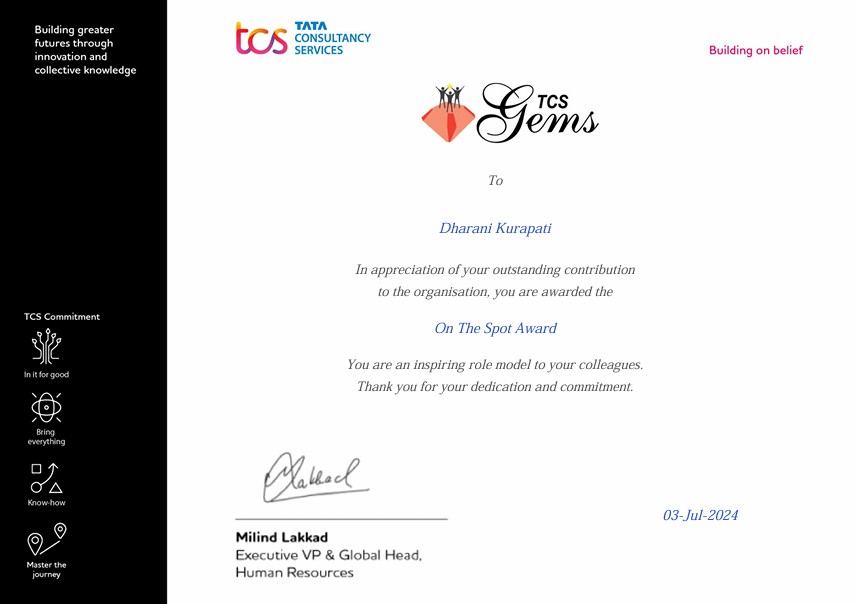 Building greater
futures through
innovation and
collective knowledge
tcs TATA
CONSULTANCY
SERVICES
Building on belief
TCS
Gems
To
Dharani Kurapati
In appreciation of your outstanding contribution
to the organisation, you are awarded the
On The Spot Award
You are an inspiring role model to your colleagues.
Thank you for your dedication and commitment.
TCS Commitment
In it for good
Bring
everything
Know-how
Master the
journey
Lakkad
03-Jul-2024
Milind Lakkad
Executive VP & Global Head,
Human Resources